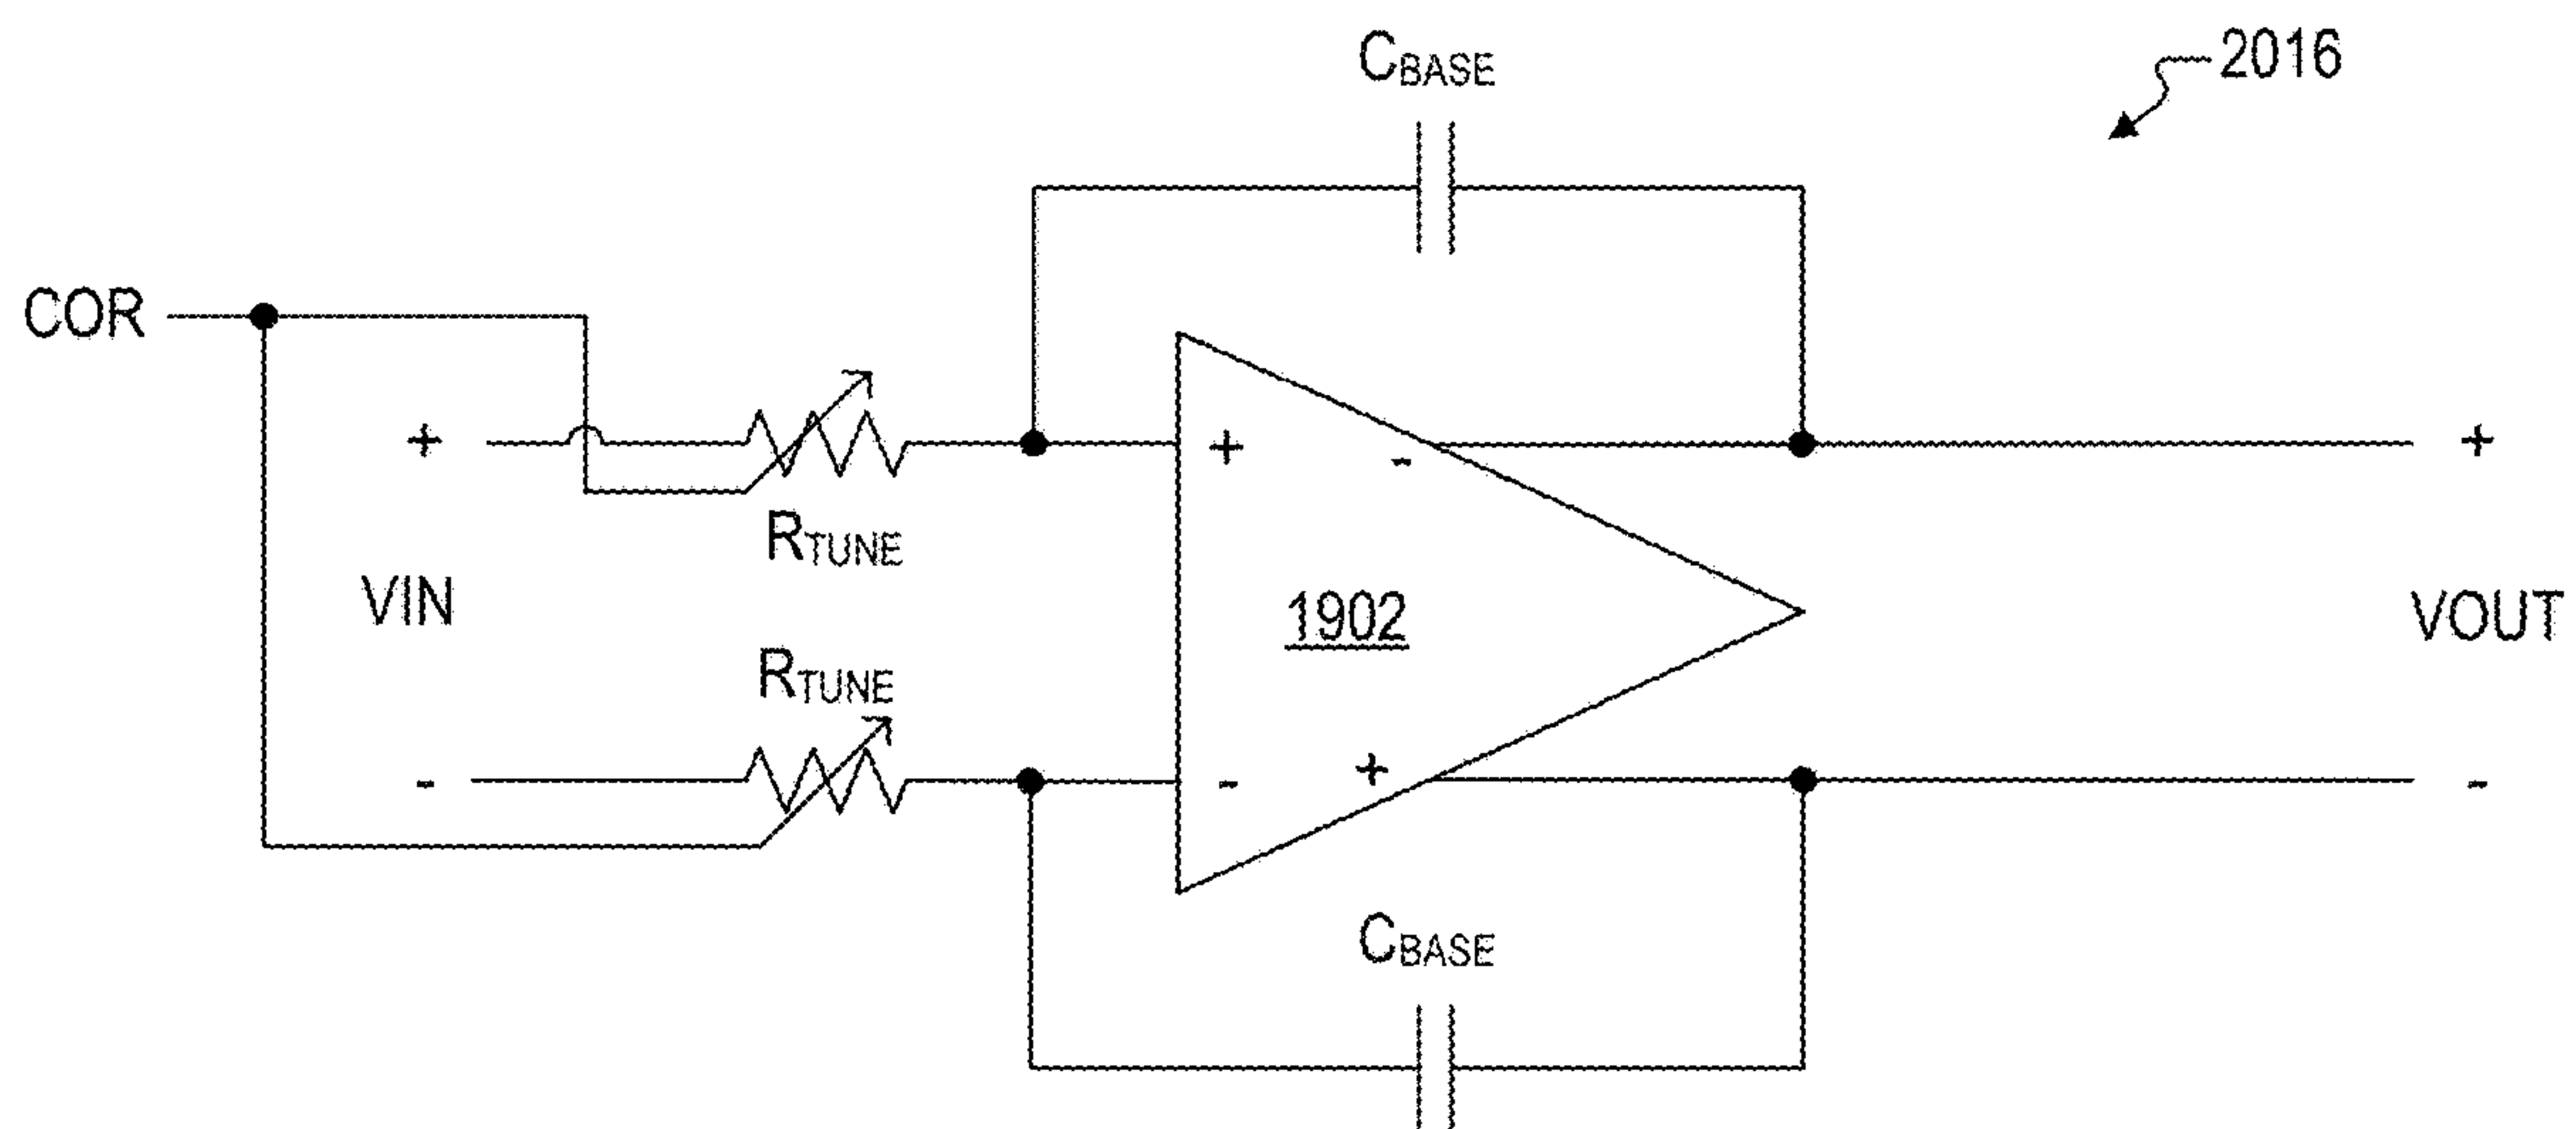 CBASE
2016
COR
+
+
-
+
RTUNE
VIN
1902
VOUT
RTUNE
-
-
+
-
CBASE